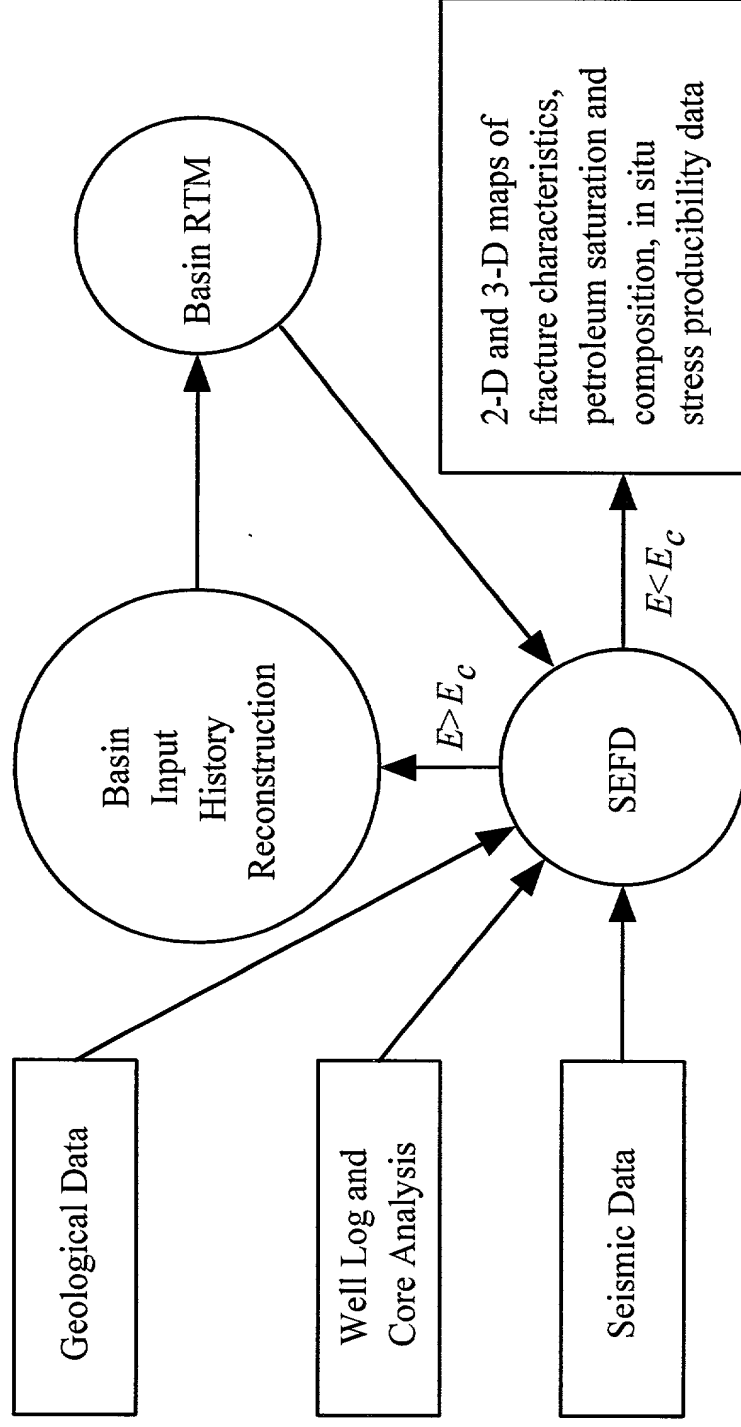 Geological Data
Well Log and
Core Analysis
Seismic Data
Basin
Input
History
Reconstruction
Basin RTM
E>E_c
SEFD
E<E_c
2-D and 3-D maps of
fracture characteristics,
petroleum saturation and
composition, in situ
stress producibility data